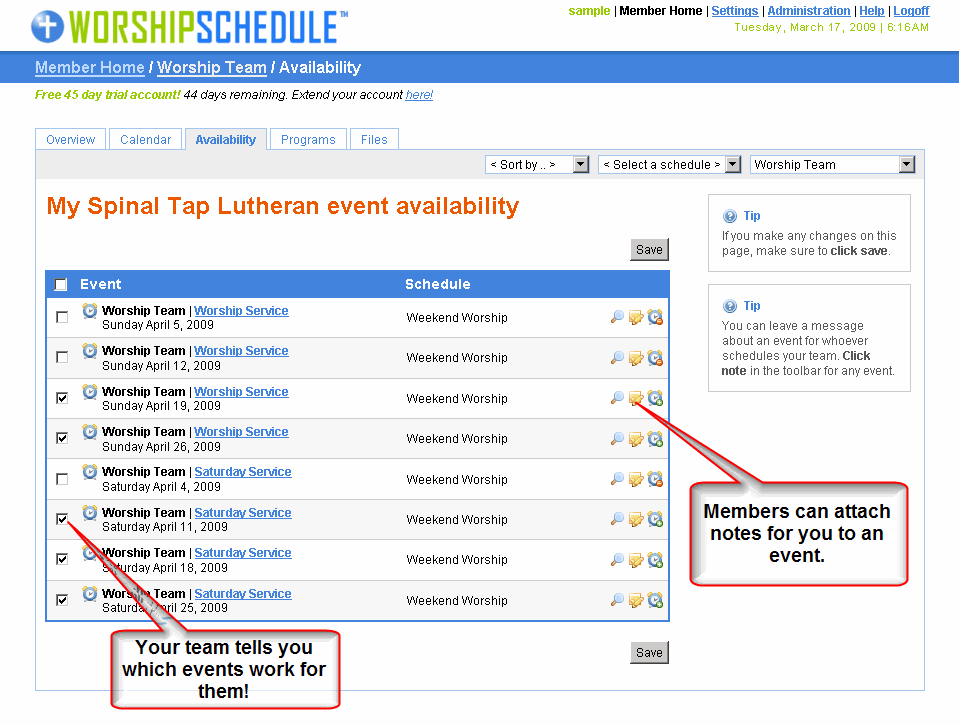 WORSHIPSCHEDULE™
sample | Member Home | Settings | Administration | Help | Logoff
Tuesday, March 17, 2009 | 6:16AM
Member Home / Worship Team / Availability
Free 45 day trial account! 44 days remaining. Extend your account here!
Overview Calendar Availability Programs Files
< Sort by .. > < Select a schedule > Worship Team
My Spinal Tap Lutheran event availability
Save
Event Schedule
Worship Team | Worship Service
Sunday April 5, 2009
Weekend Worship
Worship Team | Worship Service
Sunday April 12, 2009
Weekend Worship
Worship Team | Worship Service
Sunday April 19, 2009
Weekend Worship
Worship Team | Worship Service
Sunday April 26, 2009
Weekend Worship
Worship Team | Saturday Service
Saturday April 4, 2009
Weekend Worship
Worship Team | Saturday Service
Saturday April 11, 2009
Weekend Worship
Worship Team | Saturday Service
Saturday April 18, 2009
Weekend Worship
Worship Team | Saturday Service
Saturday April 25, 2009
Weekend Worship
Save
Tip
If you make any changes on this
page, make sure to click save.
Tip
You can leave a message
about an event for whoever
schedules your team. Click
note in the toolbar for any event.
Members can attach
notes for you to an
event.
Your team tells you
which events work for
them!